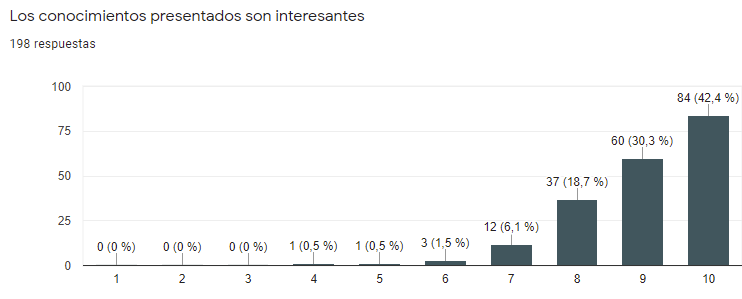 Los conocimientos presentados son interesantes
198 respuestas
100
75
50
25
0
0 (0 %) 0 (0 %) 0 (0 %) 1 (0,5 %) 1 (0,5 %) 3 (1,5 %) 12 (6,1 %) 37 (18,7 %) 60 (30,3 %) 84 (42,4 %)
1 2 3 4 5 6 7 8 9 10